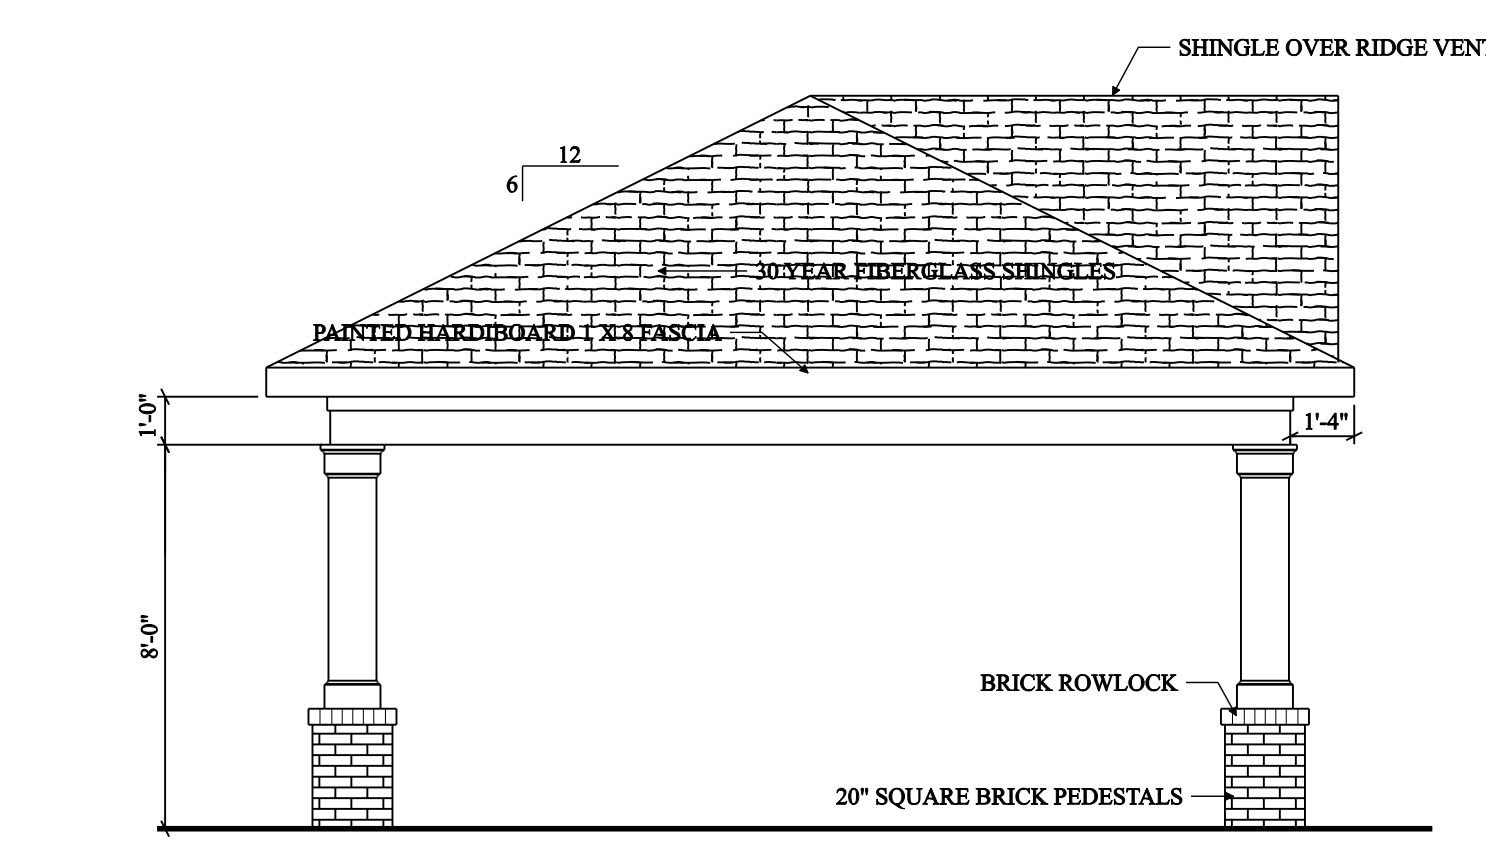 SHINGLE OVER RIDGE VENT
12
6
30 YEAR FIBERGLASS SHINGLES
PAINTED HARDIBOARD 1 X 8 FASCIA
1'-0"
1'-4"
8'-0"
BRICK ROWLOCK
20" SQUARE BRICK PEDESTALS